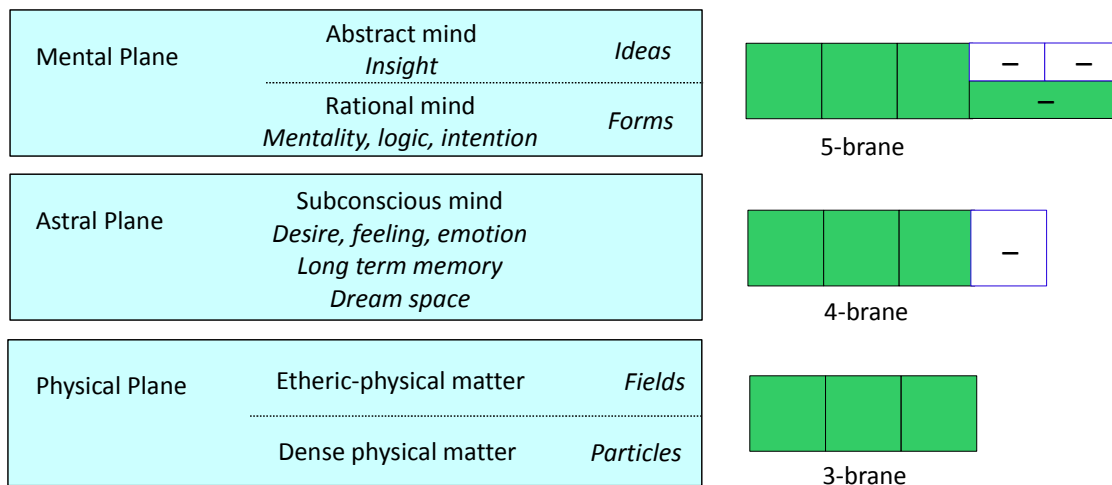 Mental Plane
Abstract mind
Insight
Ideas
Rational mind
Mentality, logic, intention
Forms
–
–
–
5-brane
Astral Plane
Subconscious mind
Desire, feeling, emotion
Long term memory
Dream space
–
4-brane
Physical Plane
Etheric-physical matter
Fields
Dense physical matter
Particles
3-brane